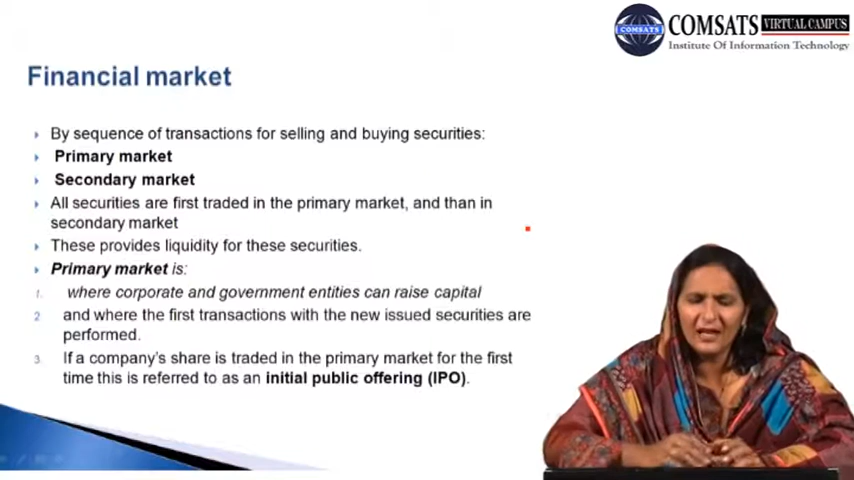 COMSATS
COMSATS VIRTUAL CAMPUS
Institute Of Information Technology
Financial market
By sequence of transactions for selling and buying securities:
Primary market
Secondary market
All securities are first traded in the primary market, and than in
secondary market
These provides liquidity for these securities.
Primary market is:
1. where corporate and government entities can raise capital
2 and where the first transactions with the new issued securities are
performed.
3. If a company's share is traded in the primary market for the first
time this is referred to as an initial public offering (IPO).